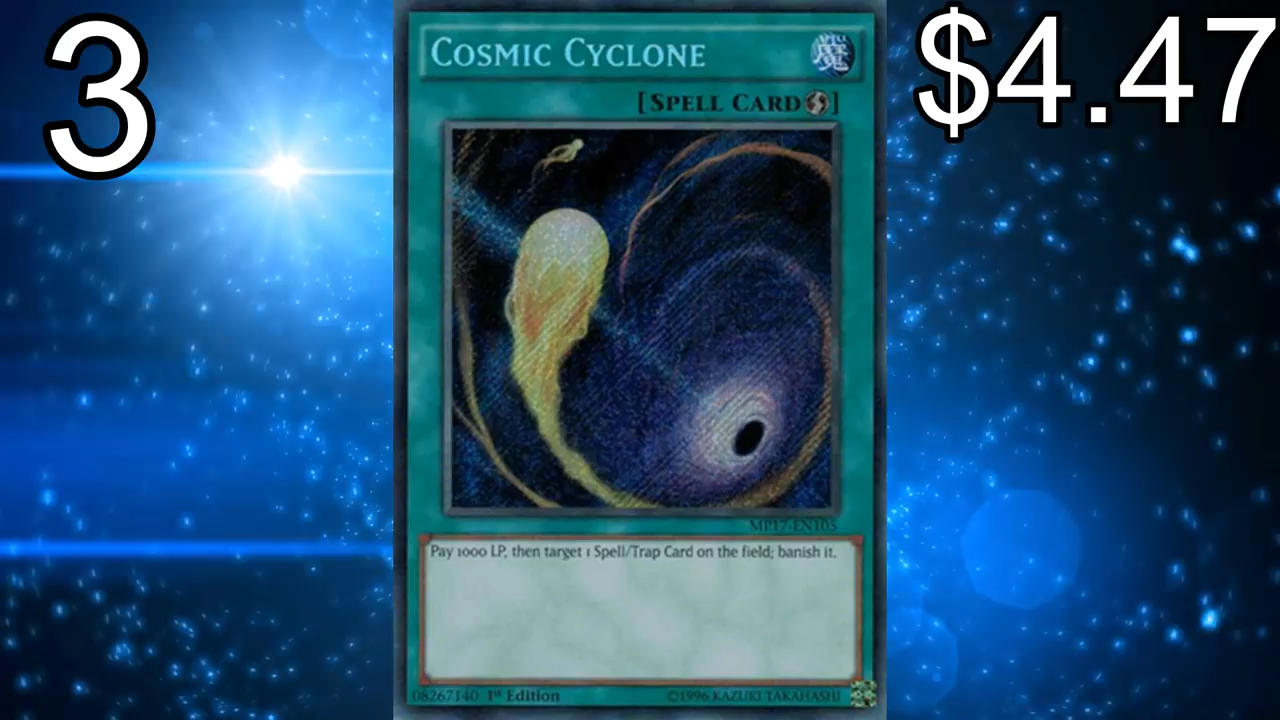 3
$4.47
COSMIC CYCLONE
[SPELL CARD]
MP17-EN105
Pay 1000 LP, then target 1 Spell/Trap Card on the field; banish it.
08267140 1st Edition ©1996 KAZUKI TAKAHASHI